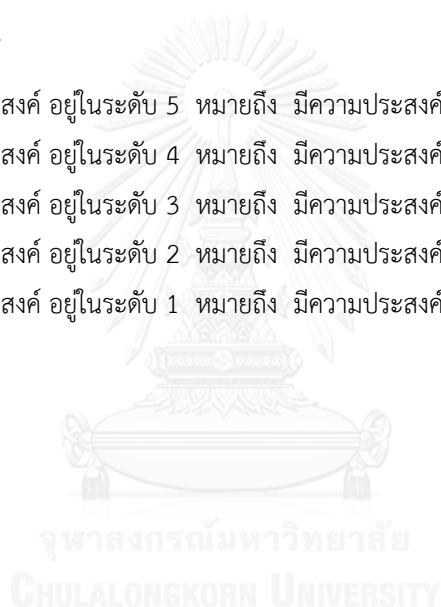 สงค์ อยู่ในระดับ 5 หมายถึง มีความประสงค์
สงค์ อยู่ในระดับ 4 หมายถึง มีความประสงค์
สงค์ อยู่ในระดับ 3 หมายถึง มีความประสงค์
สงค์ อยู่ในระดับ 2 หมายถึง มีความประสงค์
สงค์ อยู่ในระดับ 1 หมายถึง มีความประสงค์
จุฬาลงกรณ์มหาวิทยาลัย
CHULALONGKORN UNIVERSITY